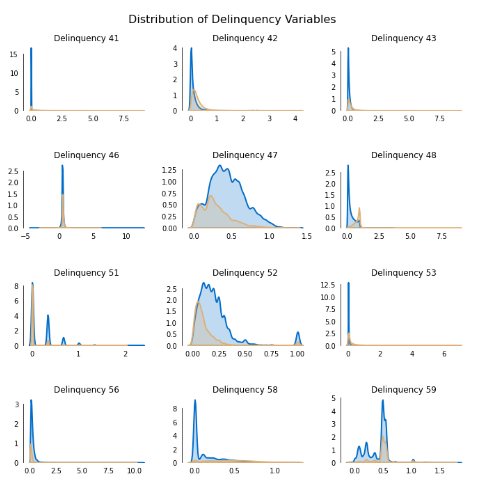 Distribution of Delinquency Variables
Delinquency 41 Delinquency 42 Delinquency 43
15 4 5
10 3 4
5 2 3
0 1 2
0 1
0
0.0 2.5 5.0 7.5 0 1 2 3 4 0.0 2.5 5.0 7.5
Delinquency 46 Delinquency 47 Delinquency 48
2.5 1.25 2.5
2.0 1.00 2.0
1.5 0.75 1.5
1.0 0.50 1.0
0.5 0.25 0.5
0.0 0.00 0.0
−5 0 5 10 0.0 0.5 1.0 1.5 0.0 2.5 5.0 7.5
Delinquency 51 Delinquency 52 Delinquency 53
8 2.5 12.5
6 2.0 10.0
4 1.5 7.5
2 1.0 5.0
0 0.5 2.5
0.0 0.0
0 1 2 0.00 0.25 0.50 0.75 1.00 0 2 4 6
Delinquency 56 Delinquency 58 Delinquency 59
3 8 5
2 6 4
1 4 3
0 2 2
0 1
0
0.0 2.5 5.0 7.5 10.0 0.0 0.5 1.0 0.0 0.5 1.0 1.5